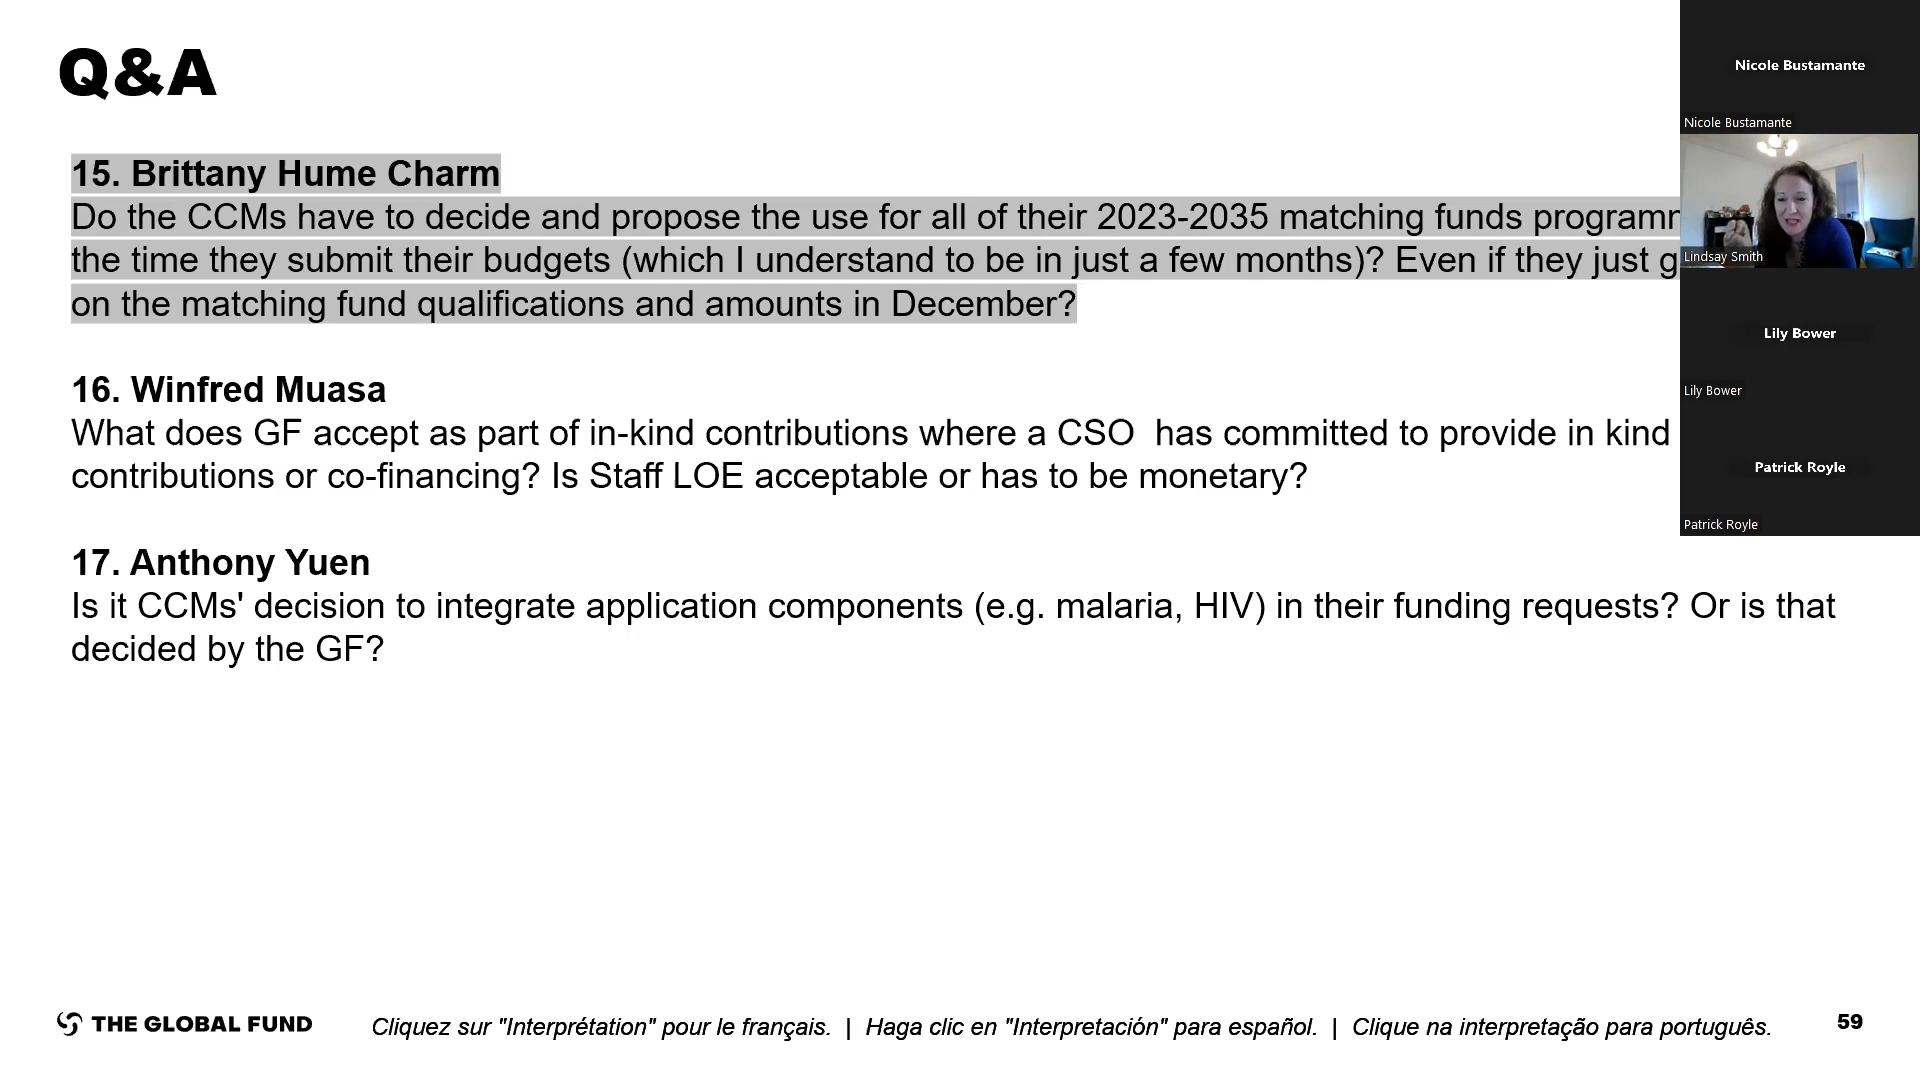 Q&A
15. Brittany Hume Charm
Do the CCMs have to decide and propose the use for all of their 2023-2035 matching funds
the time they submit their budgets (which I understand to be in just a few months)? Even if they just
on the matching fund qualifications and amounts in December?
16. Winfred Muasa
What does GF accept as part of in-kind contributions where a CSO  has committed to provide in kind
contributions or co-financing? Is Staff LOE acceptable or has to be monetary?
17. Anthony Yuen
Is it CCMs' decision to integrate application components (e.g. malaria, HIV) in their funding requests? Or is that
decided by the GF?
Nicole Bustamante
Nicole Bustamante
Lindsay Smith
Lily Bower
Lily Bower
Patrick Royle
Patrick Royle
THE GLOBAL FUND
Cliquez sur "Interprétation" pour le français. | Haga clic en "Interpretación" para español. | Clique na interpretação para português.
59